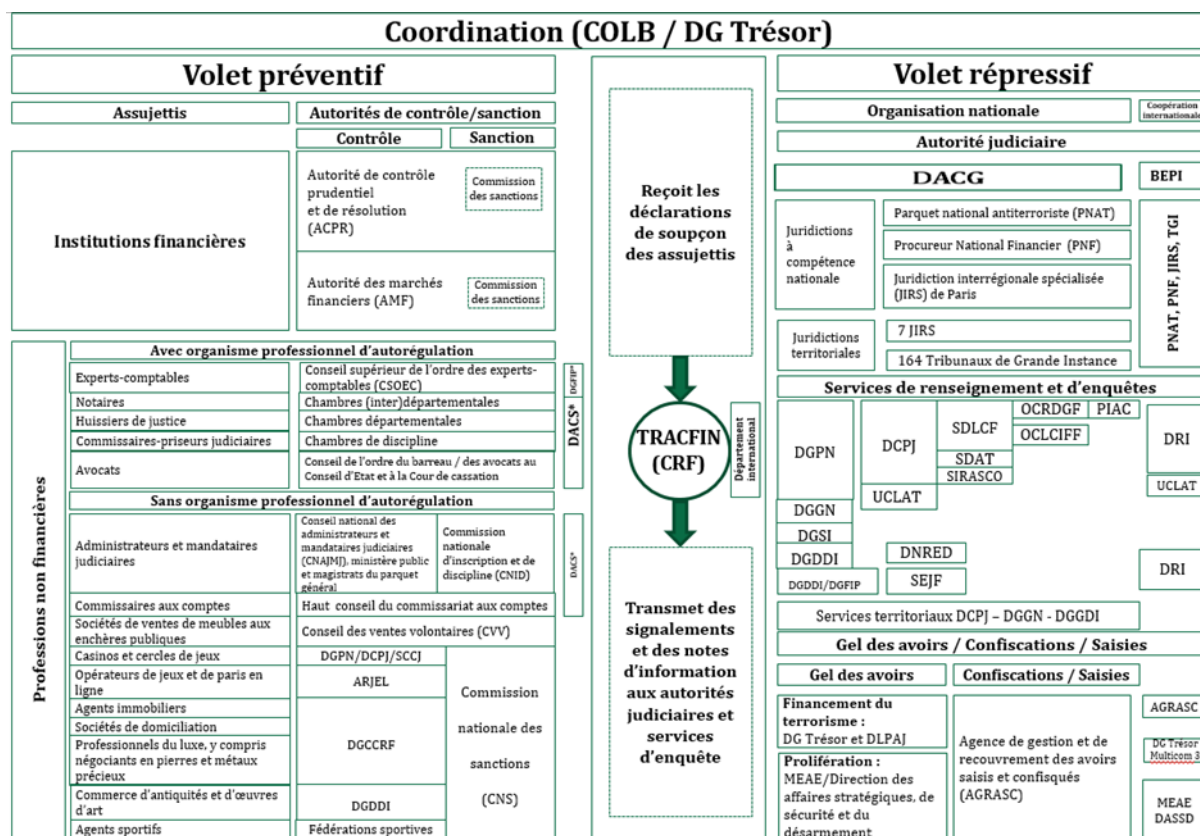 Coordination (COLB / DG Trésor)
Volet préventif
Assujettis
Autorités de contrôle/sanction
Contrôle
Sanction
Institutions financières
Autorité de contrôle
prudentiel
et de résolution
(ACPR)
Commission
des sanctions
Autorité des marchés
financiers (AMF)
Commission
des sanctions
Professions non financières
Avec organisme professionnel d'autorégulation
Experts-comptables
Conseil supérieur de l'ordre des experts-
comptables (CSOEC)
DGFIP*
Notaires
Chambres (inter)départementales
Huissiers de justice
Chambres départementales
Commissaires-priseurs judiciaires
Chambres de discipline
Avocats
Conseil de l'ordre du barreau / des avocats au
Conseil d'Etat et à la Cour de cassation
DACS*
Sans organisme professionnel d'autorégulation
Administrateurs et mandataires
judiciaires
Conseil national des
administrateurs et
mandataires judiciaires
(CNAJMJ), ministère public
et magistrats du parquet
général
Commission
nationale
d'inscription et de
discipline (CNID)
DACS*
Commissaires aux comptes
Haut conseil du commissariat aux comptes
Sociétés de ventes de meubles aux
enchères publiques
Conseil des ventes volontaires (CVV)
Casinos et cercles de jeux
DGPN/DCPJ/SCCJ
Opérateurs de jeux et de paris en
ligne
ARJEL
Agents immobiliers
Sociétés de domiciliation
Professionnels du luxe, y compris
négociants en pierres et métaux
précieux
DGCCRF
Commerce d'antiquités et d'œuvres
d'art
DGDDI
Agents sportifs
Fédérations sportives
Commission
nationale des
sanctions
(CNS)
Reçoit les
déclarations
de soupçon
des assujettis
TRACFIN
(CRF)
Département
international
Transmet des
signalements
et des notes
d'information
aux autorités
judiciaires et
services
d'enquête
Volet répressif
Organisation nationale
Coopération
internationale
Autorité judiciaire
DACG
BEPI
Juridictions
à
compétence
nationale
Parquet national antiterroriste (PNAT)
Procureur National Financier (PNF)
Juridiction interrégionale spécialisée
(JIRS) de Paris
Juridictions
territoriales
7 JIRS
164 Tribunaux de Grande Instance
PNAT, PNF, JIRS, TGI
Services de renseignement et d'enquêtes
DGPN
DCPJ
SDLCF
OCRDGF
PIAC
OCLCIFF
SDAT
SIRASCO
UCLAT
DRI
UCLAT
DGGN
DGSI
DGDDI
DNRED
DGDDI/DGFIP
SEJF
DRI
Services territoriaux DCPJ – DGGN - DGGDI
Gel des avoirs / Confiscations / Saisies
Gel des avoirs
Confiscations / Saisies
Financement du
terrorisme :
DG Trésor et DLPAJ
Prolifération :
MEAE/Direction des
affaires stratégiques, de
sécurité et du
désarmement
Agence de gestion et de
recouvrement des avoirs
saisis et confisqués
(AGRASC)
AGRASC
DG Trésor
Multicom 3
MEAE
DASSD